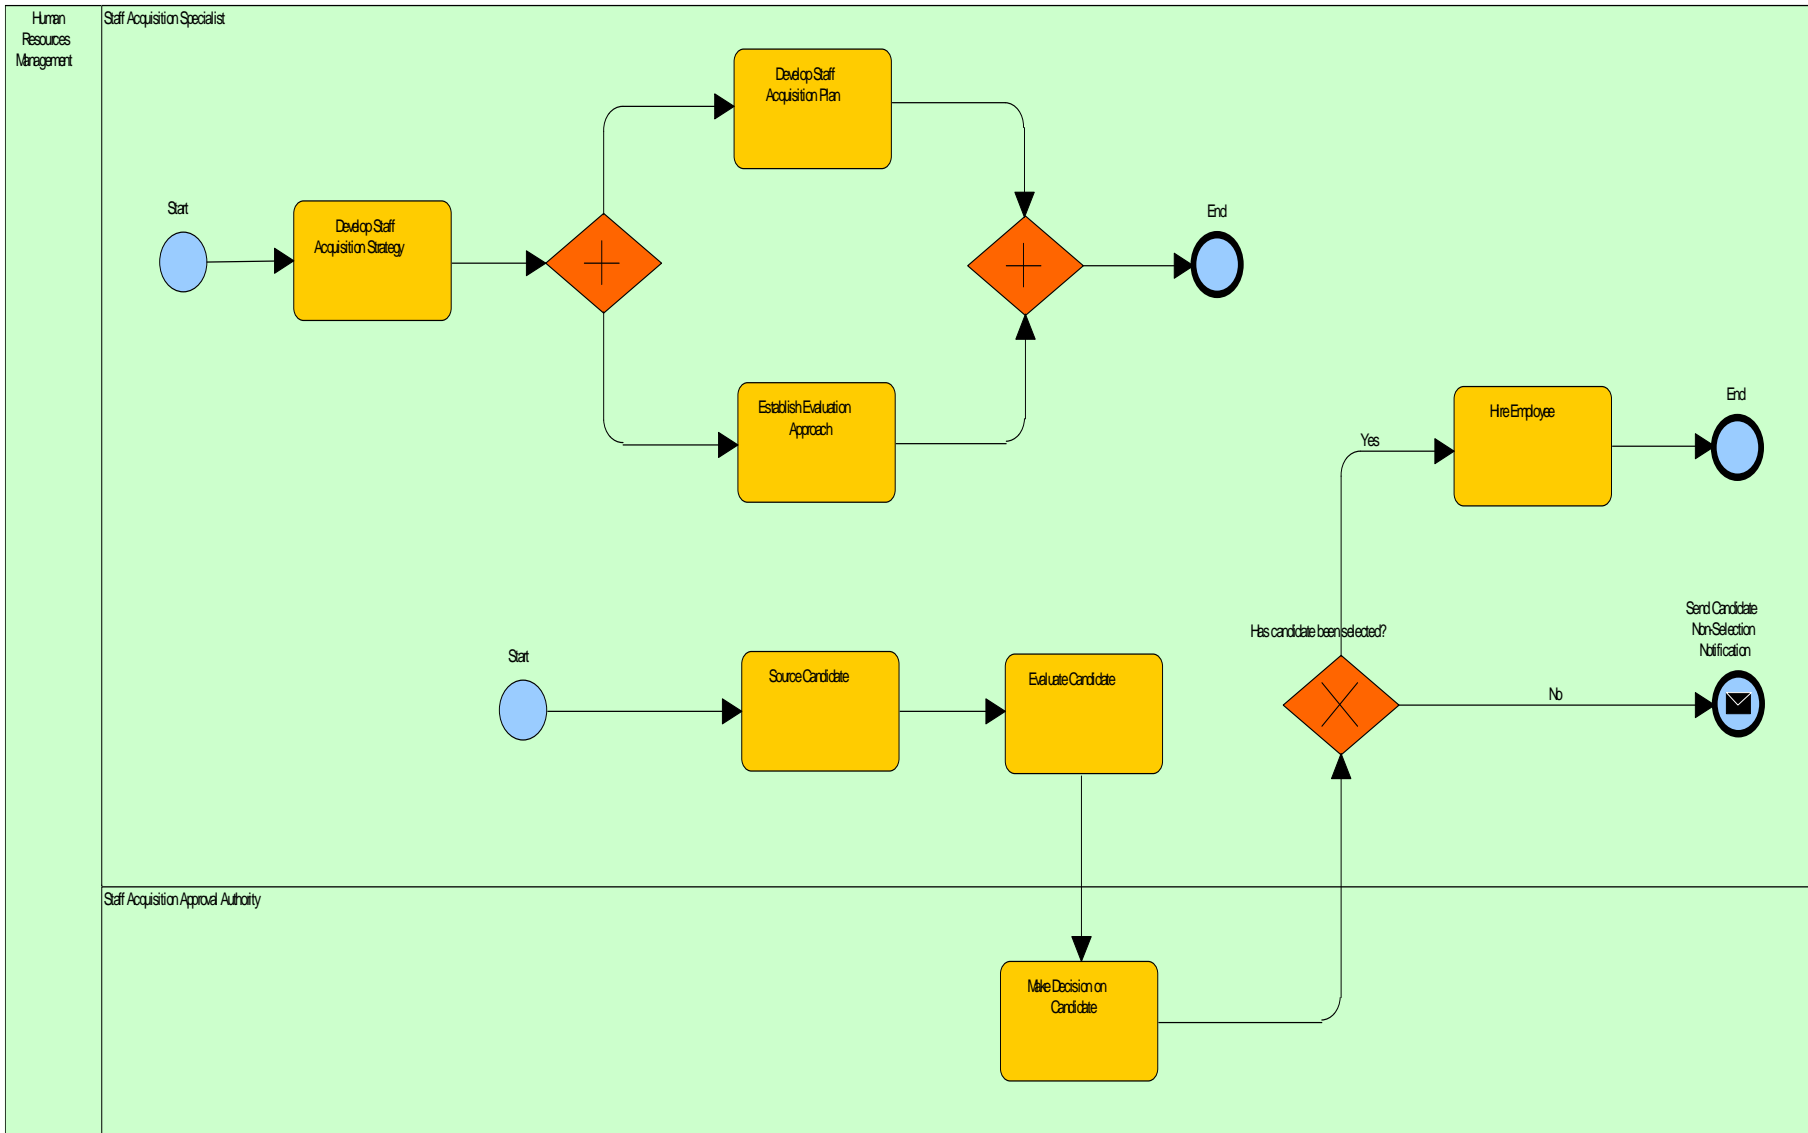 Human
Resources
Management
Staff Acquisition Specialist
Develop Staff
Acquisition Plan
Start
Develop Staff
Acquisition Strategy
End
Establish Evaluation
Approach
Hire Employee
End
Yes
Has candidate been selected?
Send Candidate
Non-Selection
Notification
Start
Source Candidate
Evaluate Candidate
No
Staff Acquisition Approval Authority
Make Decision on
Candidate